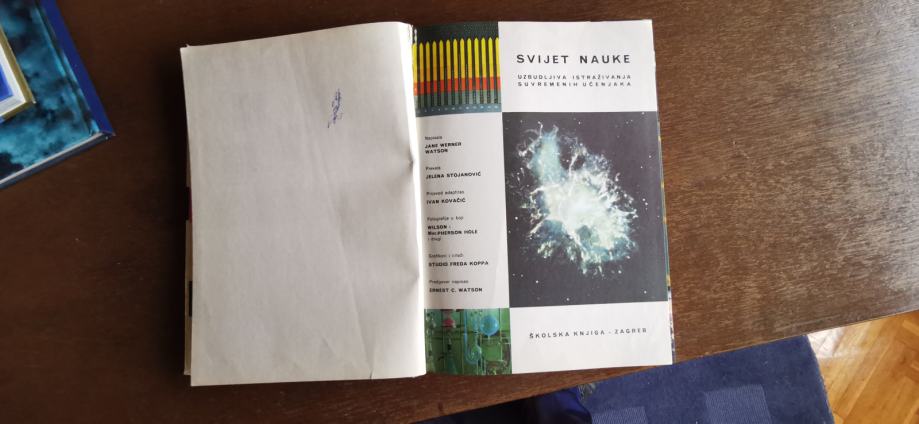 SVIJET NAUKE
UZBUDLJIVA ISTRAŽIVANJA
SUVREMENIH UČENJAKA
Napisala
JANE WERNER
WATSON
Prevela
JELENA STOJANOVIĆ
Prijevod adaptirao
IVAN KOVAČIĆ
Fotografije u boji
WILSON i
MacPHERSON HOLE
i drugi
Grafikoni i crteži
STUDIO FREDA KOPPA
Predgovor napisao
ERNEST C. WATSON
ŠKOLSKA KNJIGA - ZAGREB